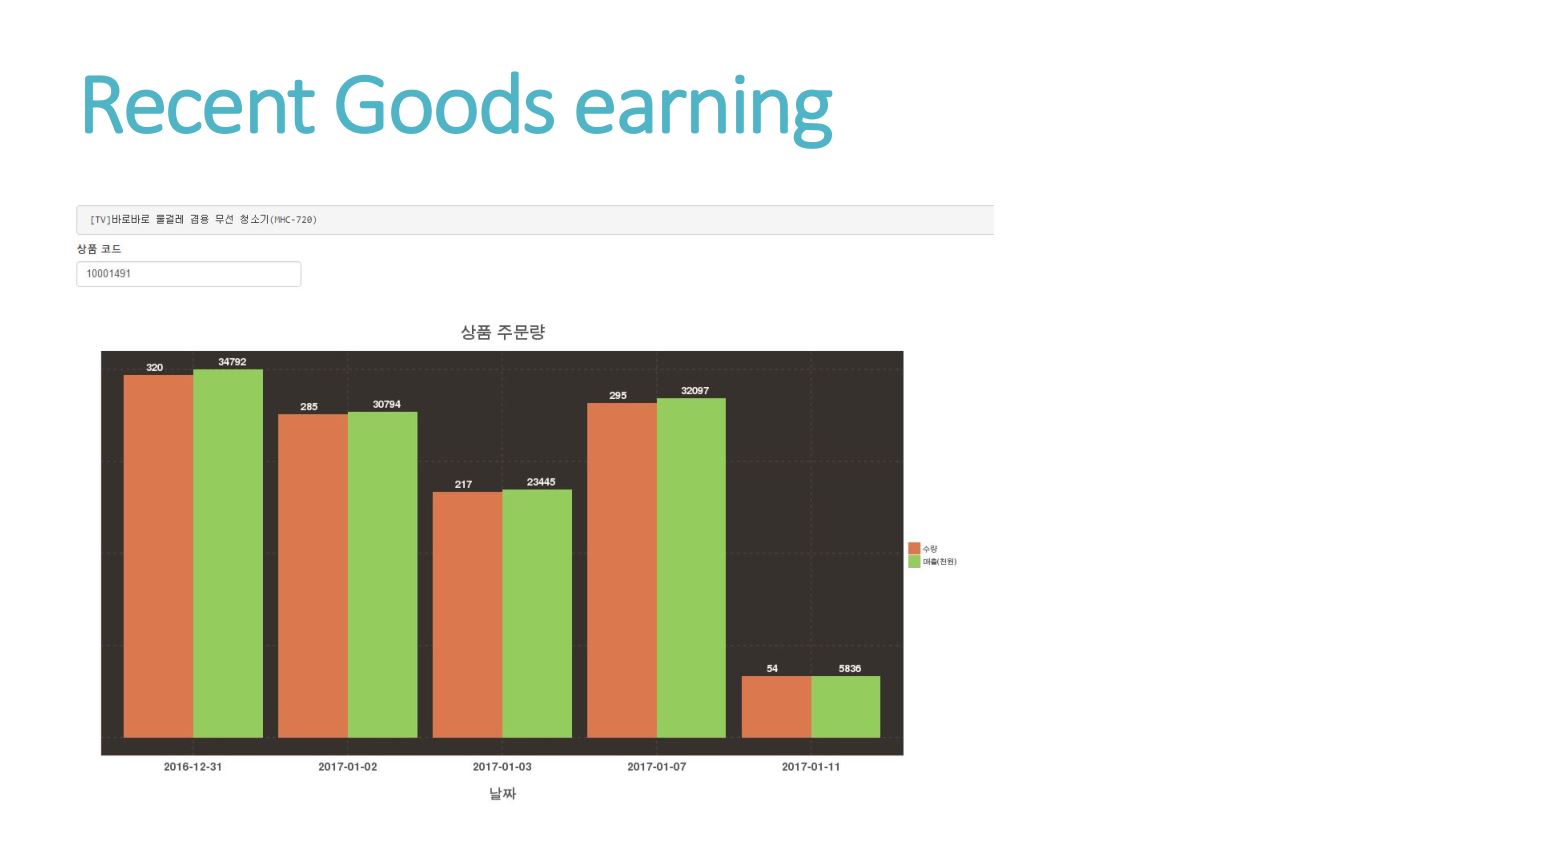 Recent Goods earning
[TV]바로바로 물걸레 겸용 무선 청소기(MHC-720)
상품 코드
10001491
상품 주문량
320 34792
285 30794
217 23445
295 32097
54 5836
수량
매출(천원)
2016-12-31 2017-01-02 2017-01-03 2017-01-07 2017-01-11
날짜